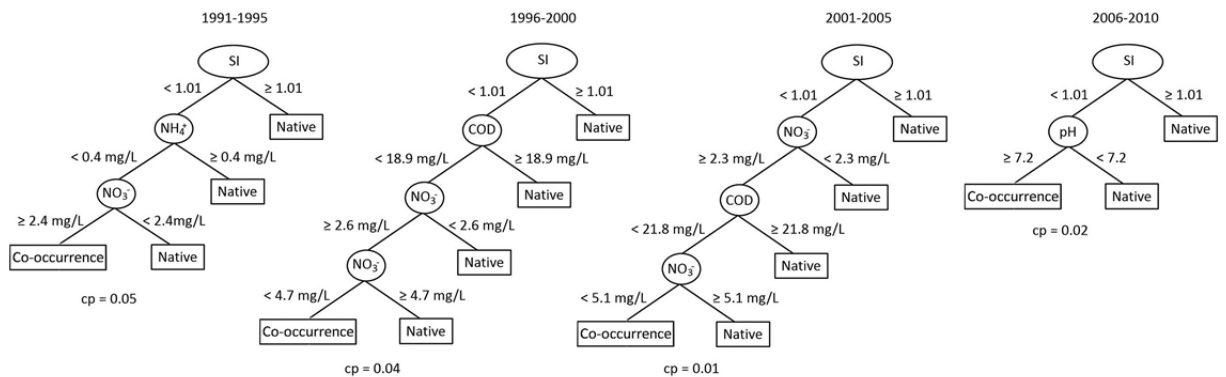 1991-1995
SI
< 1.01
≥ 1.01
NH₄⁺
Native
< 0.4 mg/L
≥ 0.4 mg/L
NO₃⁻
Native
≥ 2.4 mg/L
< 2.4mg/L
Co-occurrence
Native
cp = 0.05
1996-2000
SI
< 1.01
≥ 1.01
COD
Native
< 18.9 mg/L
≥ 18.9 mg/L
NO₃⁻
Native
≥ 2.6 mg/L
< 2.6 mg/L
NO₃⁻
Native
< 4.7 mg/L
≥ 4.7 mg/L
Co-occurrence
Native
cp = 0.04
2001-2005
SI
< 1.01
≥ 1.01
NO₃⁻
Native
≥ 2.3 mg/L
< 2.3 mg/L
COD
Native
< 21.8 mg/L
≥ 21.8 mg/L
NO₃⁻
Native
< 5.1 mg/L
≥ 5.1 mg/L
Co-occurrence
Native
cp = 0.01
2006-2010
SI
< 1.01
≥ 1.01
pH
Native
≥ 7.2
< 7.2
Co-occurrence
Native
cp = 0.02